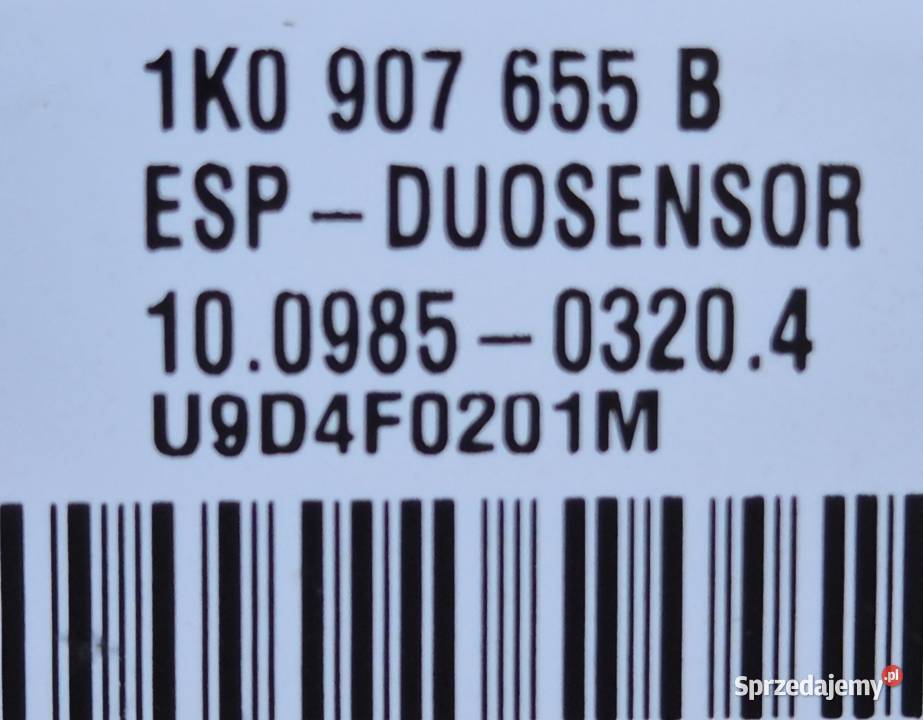 1K0 907 655 B
ESP – DUOSENSOR
10.0985 – 0320.4
U9D4F0201M
Sprzedajemy.pl